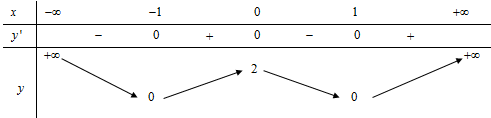 x −∞ −1 0 1 +∞
y' − 0 + 0 − 0 +
+∞ +∞
2
y
0 0